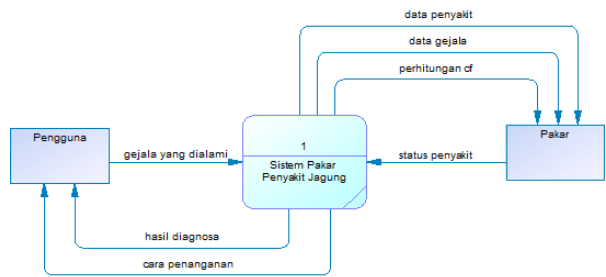 data penyakit
data gejala
perhitungan cf
Pengguna
gejala yang dialami
1
Sistem Pakar
Penyakit Jagung
status penyakit
Pakar
hasil diagnosa
cara penanganan